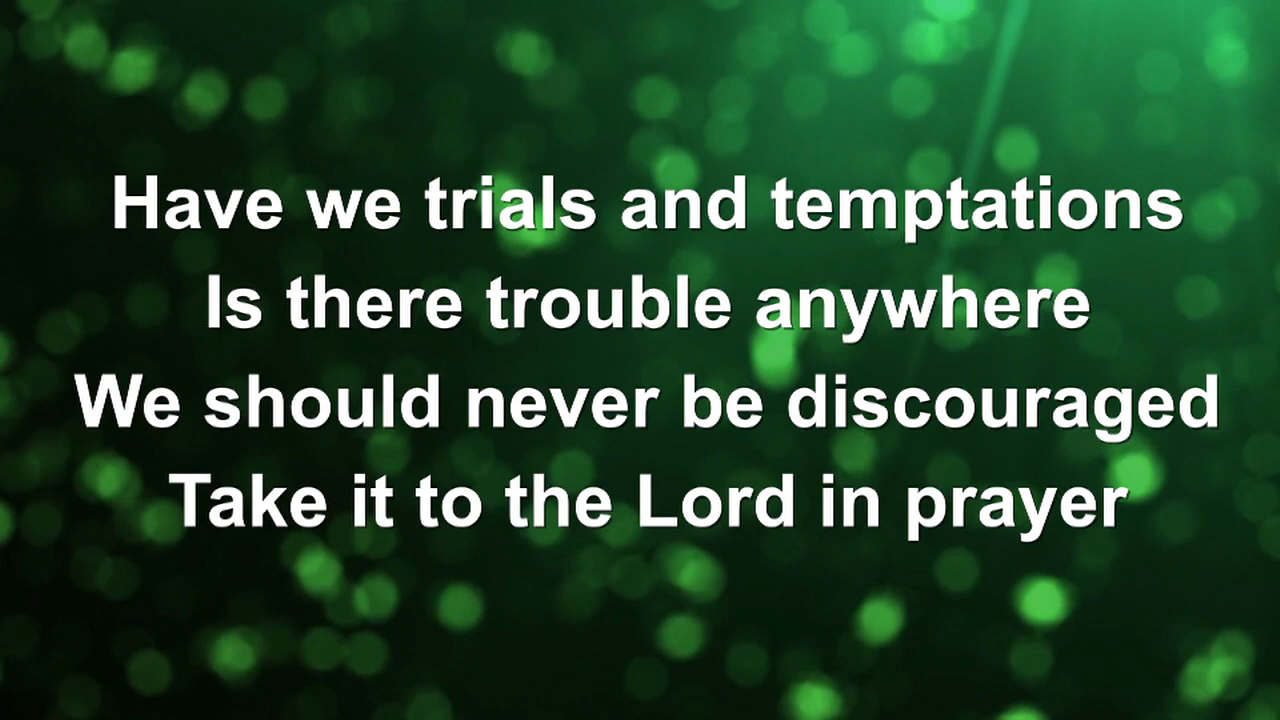 Have we trials and temptations
Is there trouble anywhere
We should never be discouraged
Take it to the Lord in prayer